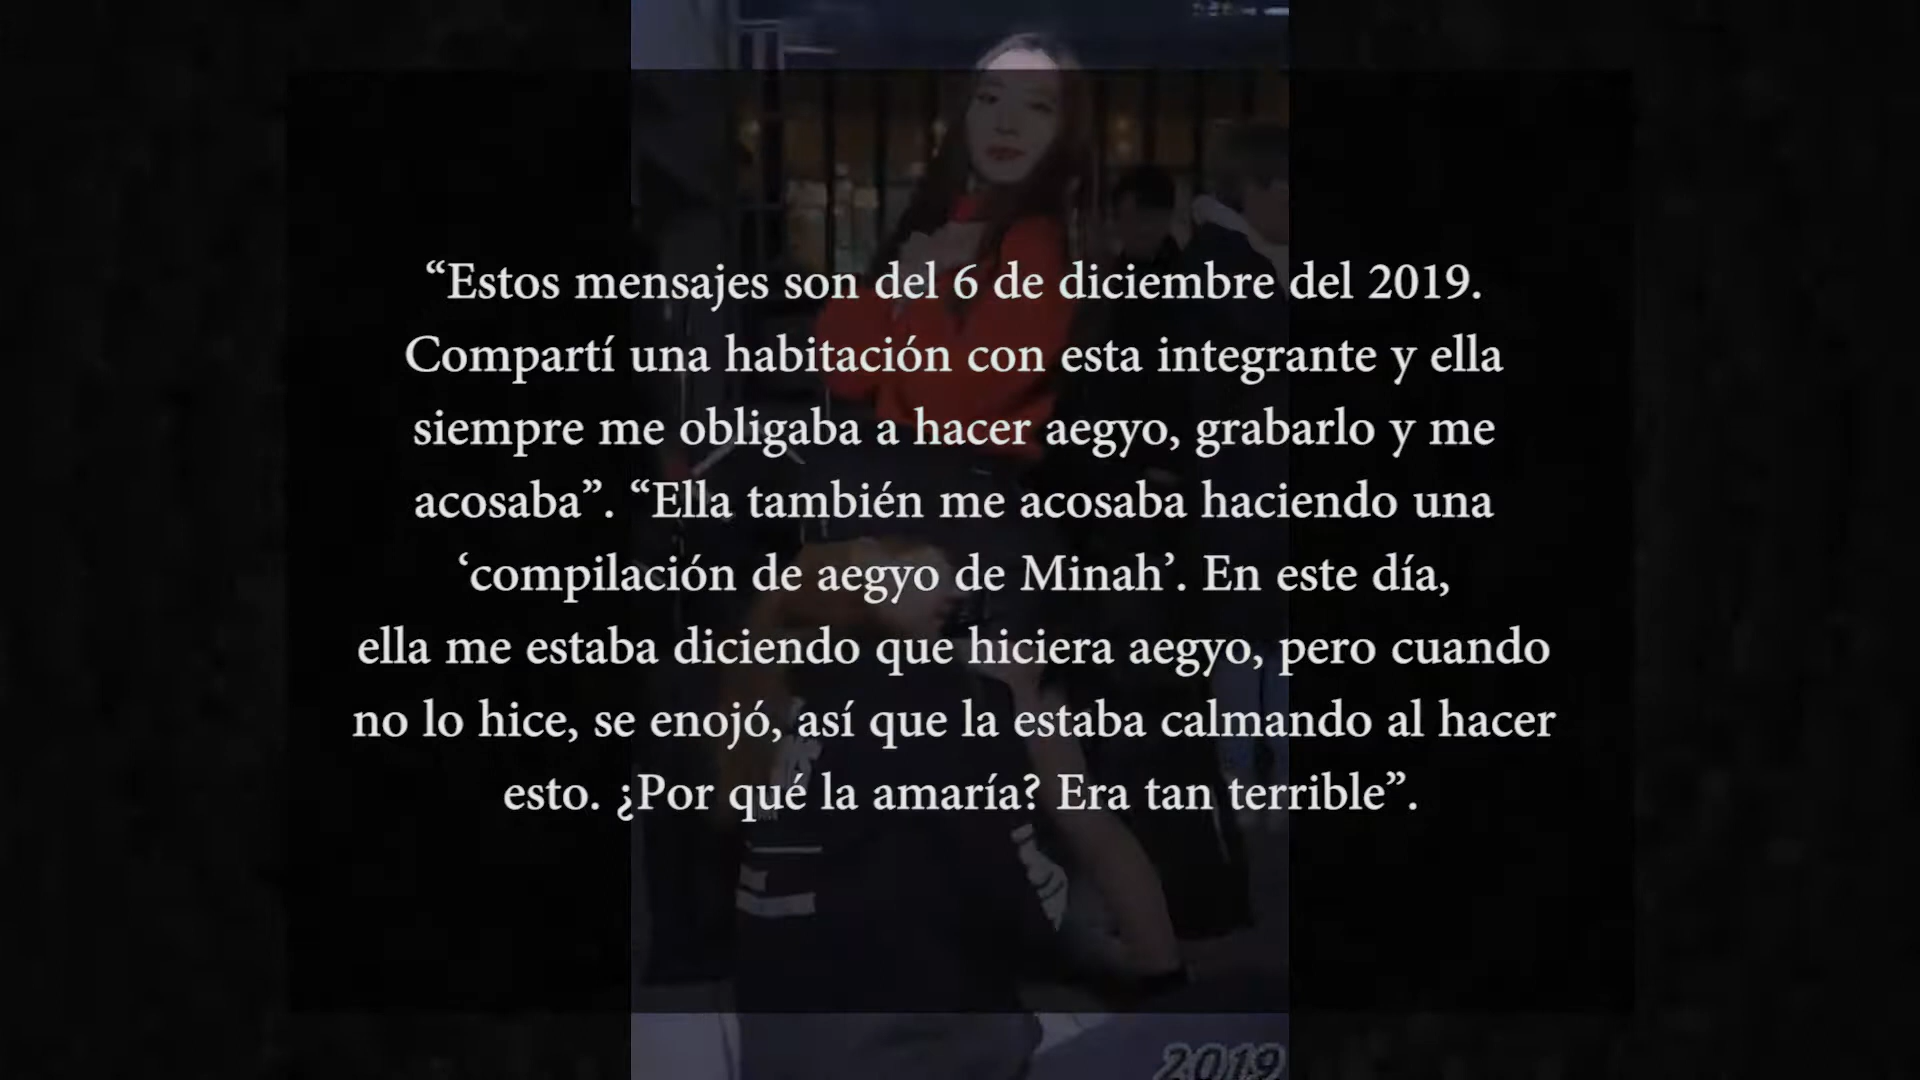 “Estos mensajes son del 6 de diciembre del 2019.
Compartí una habitación con esta integrante y ella
siempre me obligaba a hacer aegyo, grabarlo y me
acosaba”. “Ella también me acosaba haciendo una
‘compilación de aegyo de Minah’. En este día,
ella me estaba diciendo que hiciera aegyo, pero cuando
no lo hice, se enojó, así que la estaba calmando al hacer
esto. ¿Por qué la amaría? Era tan terrible”.
2019